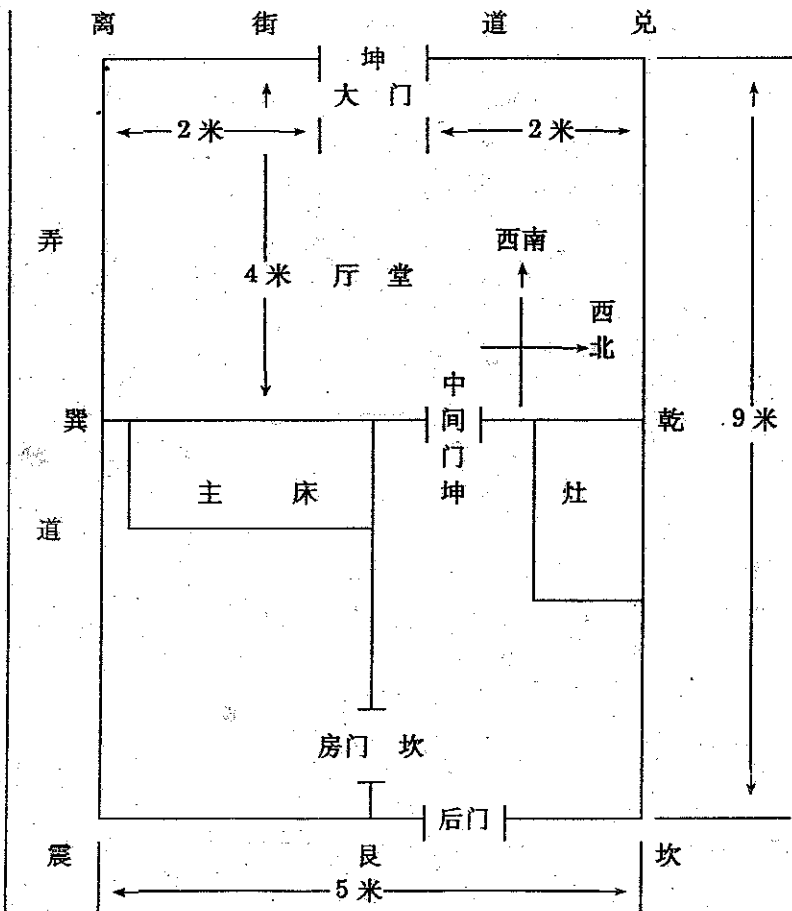 离 街 道 兑
坤
大 门
2米 2米
弄
西南
4米 厅 堂
西北
巽 中间门坤 乾 9米
主 床 灶
道
房门 坎
后门
震 艮 坎
5米